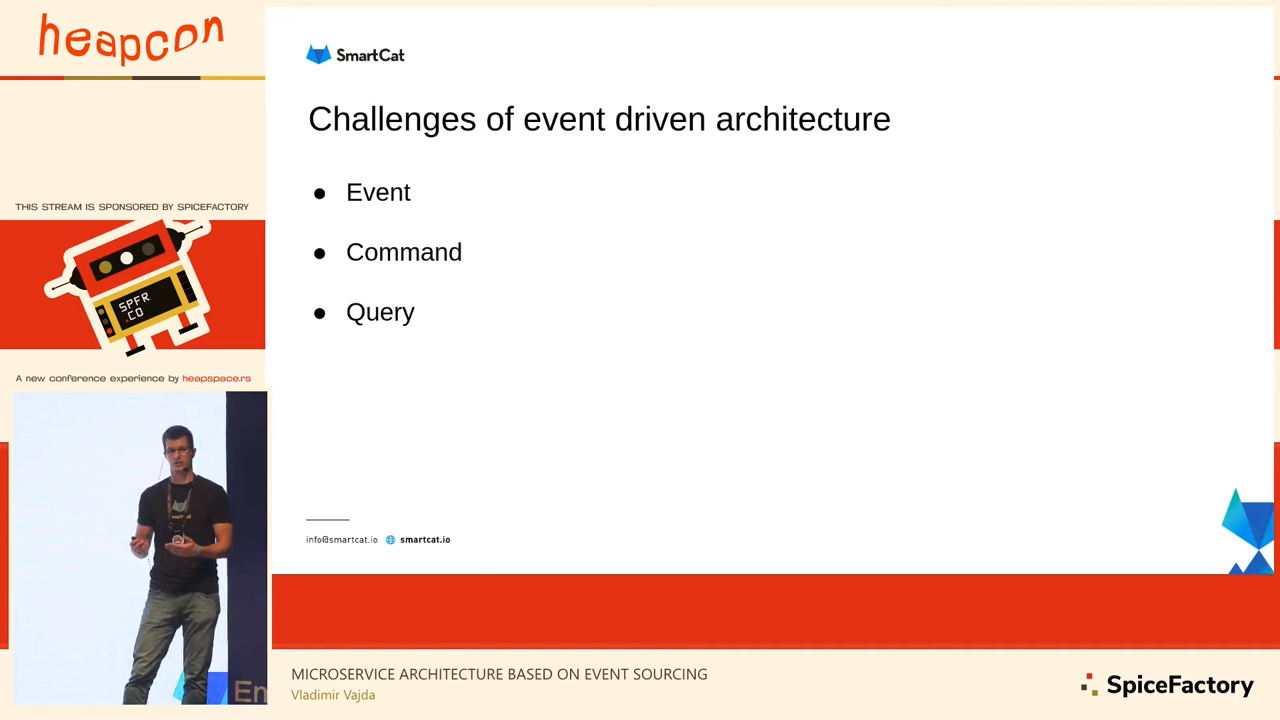 heapcon
THIS STREAM IS SPONSORED BY SPICEFACTORY
SPFR
.CO
A new conference experience by heapspace.rs
SmartCat
Challenges of event driven architecture
● Event
● Command
● Query
info@smartcat.io smartcat.io
En
MICROSERVICE ARCHITECTURE BASED ON EVENT SOURCING
Vladimir Vajda
SpiceFactory